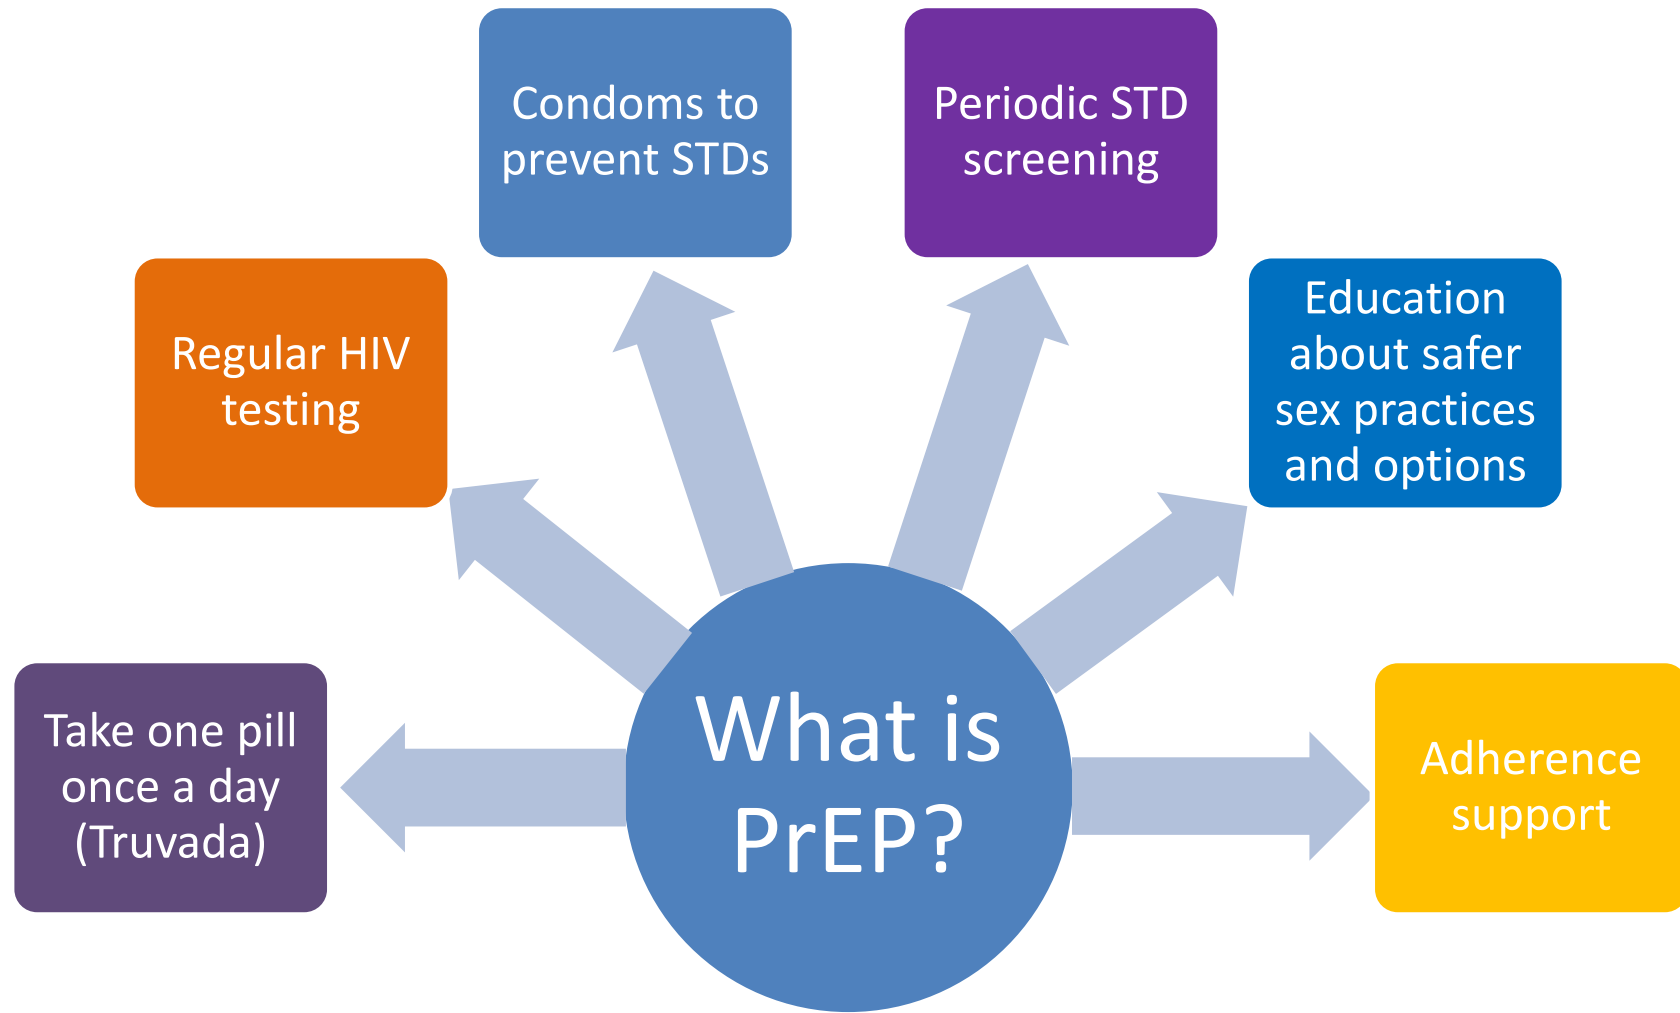 Condoms to
prevent STDs
Periodic STD
screening
Regular HIV
testing
Education
about safer
sex practices
and options
Take one pill
once a day
(Truvada)
What is
PrEP?
Adherence
support